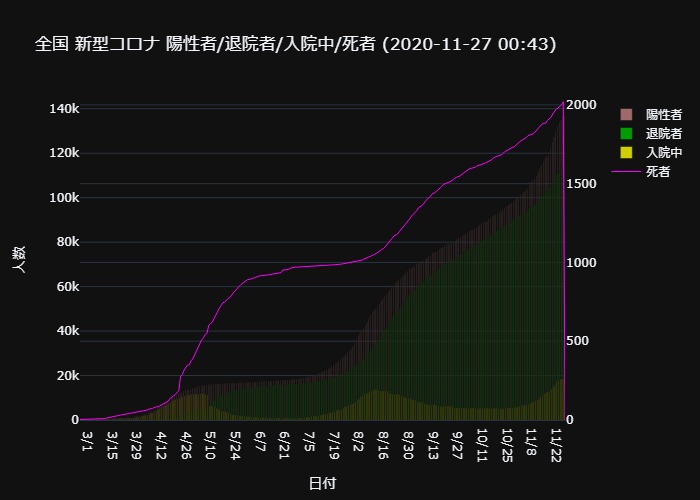 全国 新型コロナ 陽性者/退院者/入院中/死者 (2020-11-27 00:43)
陽性者
退院者
入院中
死者
人数
140k
120k
100k
80k
60k
40k
20k
0
2000
1500
1000
500
0
3/1 3/15 3/29 4/12 4/26 5/10 5/24 6/7 6/21 7/5 7/19 8/2 8/16 8/30 9/13 9/27 10/11 10/25 11/8 11/22
日付